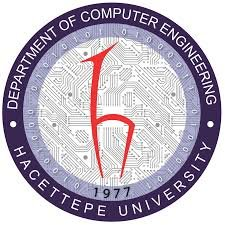 DEPARTMENT OF COMPUTER ENGINEERING
1977
HACETTEPE UNIVERSITY